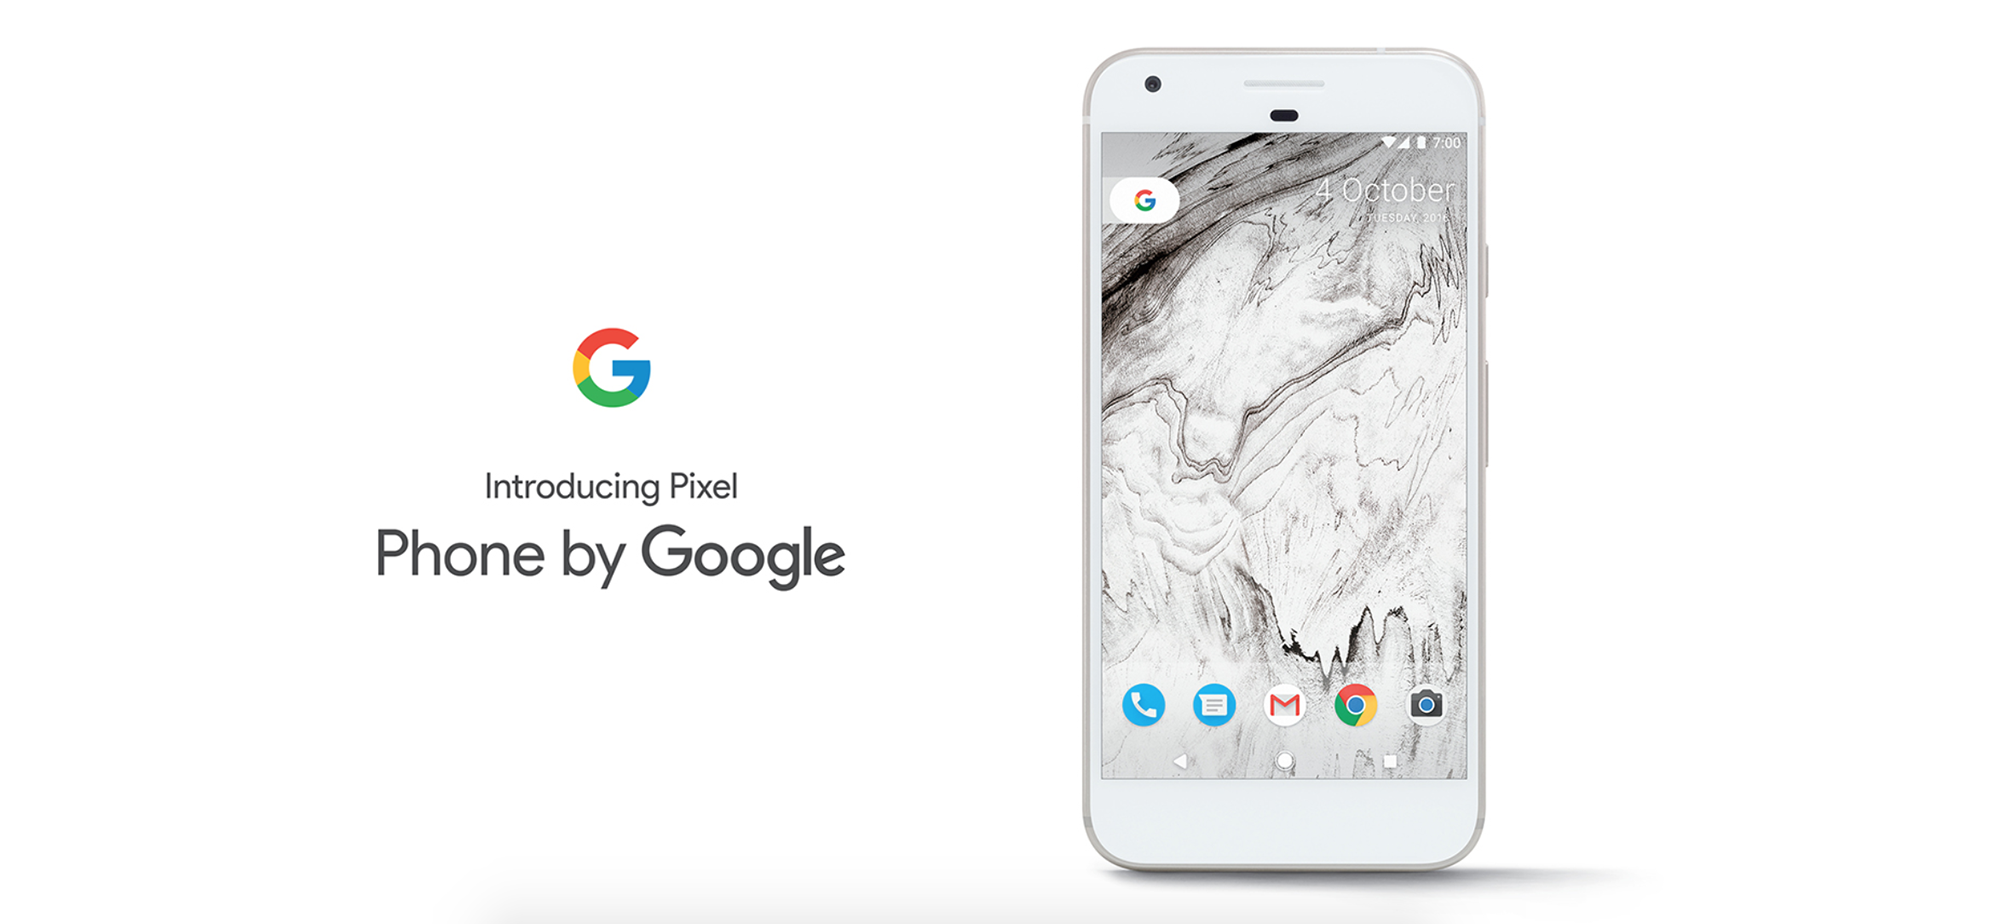 Introducing Pixel
Phone by Google
7:00
4 October
TUESDAY, 2016